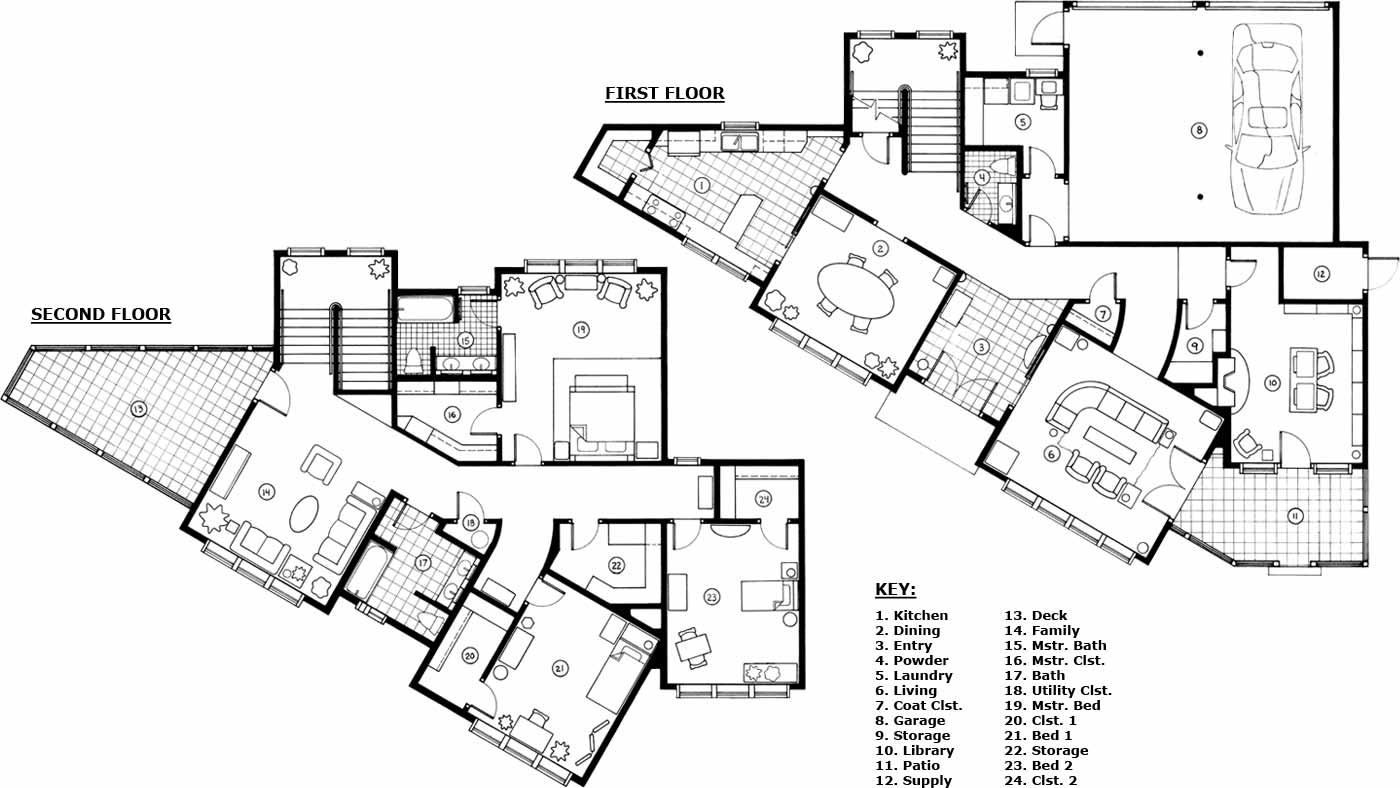 FIRST FLOOR
5
8
4
1
2
12
SECOND FLOOR
7
19
15
3
9
10
13
16
6
14
24
18
11
17
22
23
20
21
KEY:
1. Kitchen
2. Dining
3. Entry
4. Powder
5. Laundry
6. Living
7. Coat Clst.
8. Garage
9. Storage
10. Library
11. Patio
12. Supply
13. Deck
14. Family
15. Mstr. Bath
16. Mstr. Clst.
17. Bath
18. Utility Clst.
19. Mstr. Bed
20. Clst. 1
21. Bed 1
22. Storage
23. Bed 2
24. Clst. 2